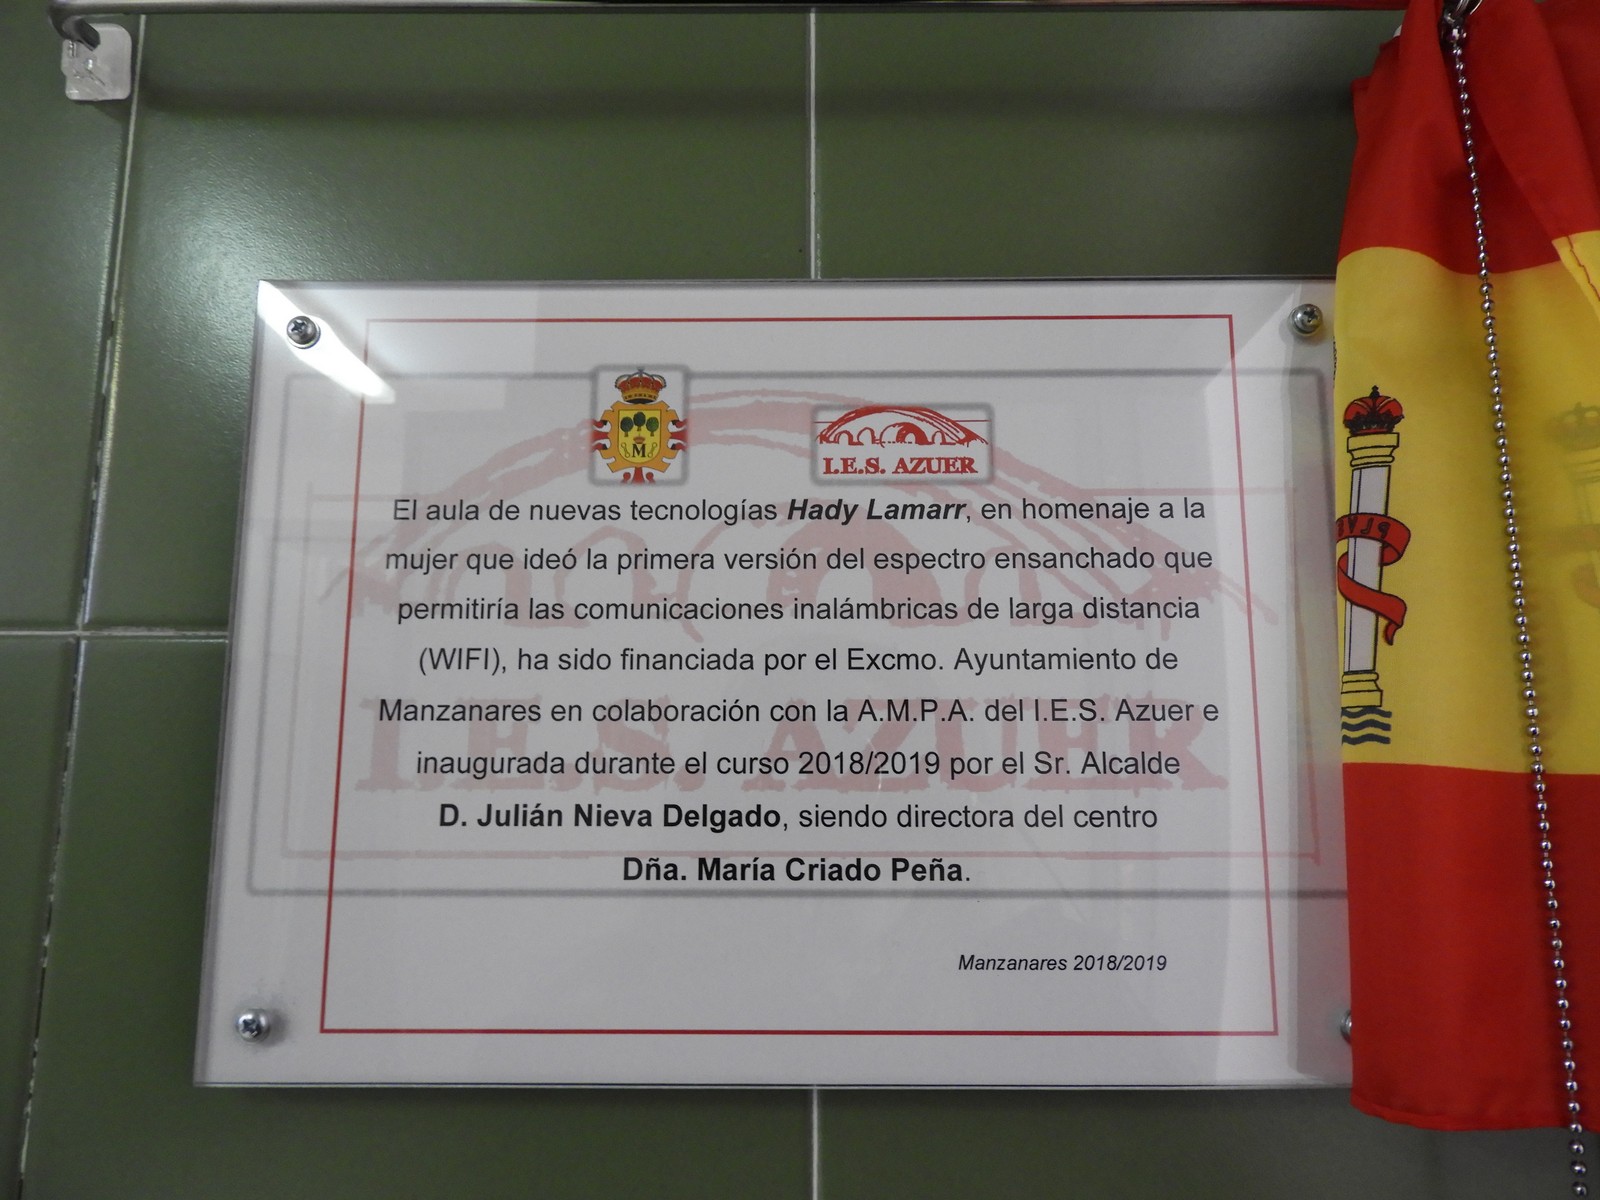 M
I.E.S. AZUER
El aula de nuevas tecnologías Hady Lamarr, en homenaje a la
mujer que ideó la primera versión del espectro ensanchado que
permitiría las comunicaciones inalámbricas de larga distancia
(WIFI), ha sido financiada por el Excmo. Ayuntamiento de
Manzanares en colaboración con la A.M.P.A. del I.E.S. Azuer e
inaugurada durante el curso 2018/2019 por el Sr. Alcalde
D. Julián Nieva Delgado, siendo directora del centro
Dña. María Criado Peña.
Manzanares 2018/2019
I.E.S. AZUER